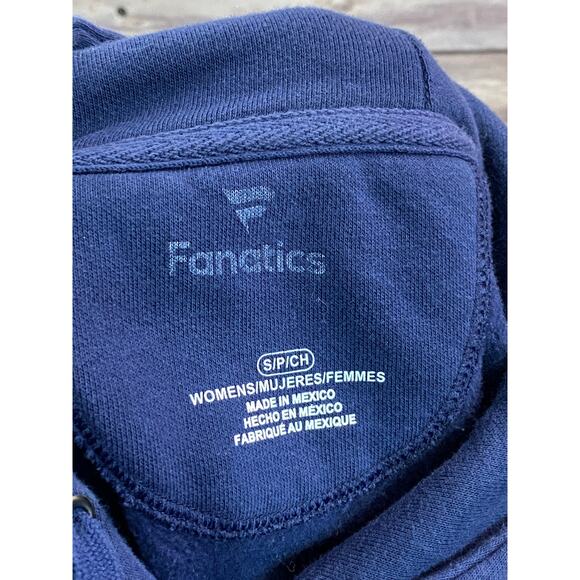 Fanatics
S/P/CH
WOMENS/MUJERES/FEMMES
MADE IN MEXICO
HECHO EN MÉXICO
FABRIQUÉ AU MEXIQUE